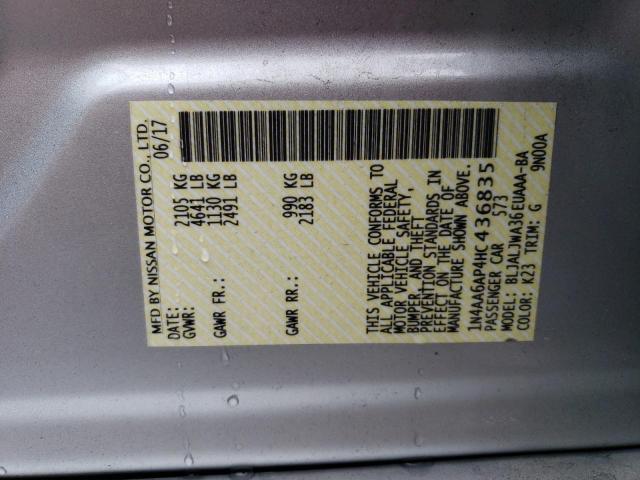 MFD BY NISSAN MOTOR CO., LTD.
DATE: 06/17
GVWR: 2105 KG
4641 LB
GAWR FR.: 1130 KG
2491 LB
GAWR RR.: 990 KG
2183 LB
THIS VEHICLE CONFORMS TO
ALL APPLICABLE FEDERAL
MOTOR VEHICLE SAFETY,
BUMPER, AND THEFT
PREVENTION STANDARDS IN
EFFECT ON THE DATE OF
MANUFACTURE SHOWN ABOVE.
1N4AA6AP4HC436835
PASSENGER CAR 573
MODEL: BLJALJWA36EUAAA-BA
COLOR: K23 TRIM: G 9N00A